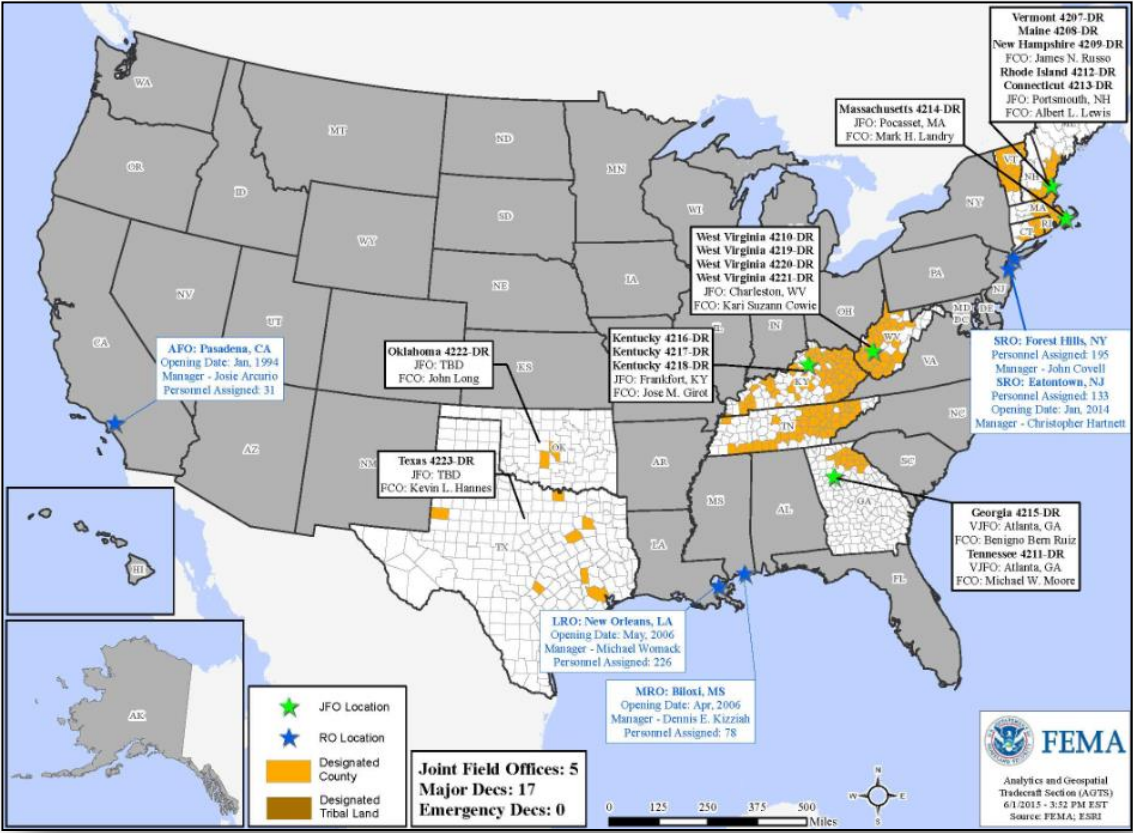 Vermont 4207-DR
Maine 4208-DR
New Hampshire 4209-DR
FCO: James N. Russo
Rhode Island 4212-DR
Connecticut 4213-DR
JFO: Portsmouth, NH
FCO: Albert L. Lewis
Massachusetts 4214-DR
JFO: Pocasset, MA
FCO: Mark H. Landry
WA
MT
ND
MN
OR
ID
SD
WI
WY
NE
IA
NV
UT
CA
KS
AZ
OK
AR
TX
LA
MS
AL
GA
FL
SC
NC
TN
KY
VA
WV
OH
IN
PA
NY
NJ
MD
DC
DE
VT
NH
MA
CT
RI
West Virginia 4210-DR
West Virginia 4219-DR
West Virginia 4220-DR
West Virginia 4221-DR
JFO: Charleston, WV
FCO: Kari Suzann Cowie
Kentucky 4216-DR
Kentucky 4217-DR
Kentucky 4218-DR
JFO: Frankfort, KY
FCO: Jose M. Girot
AFO: Pasadena, CA
Opening Date: Jan, 1994
Manager - Josie Arcurio
Personnel Assigned: 31
Oklahoma 4222-DR
JFO: TBD
FCO: John Long
SRO: Forest Hills, NY
Personnel Assigned: 195
Manager - John Covell
SRO: Eatontown, NJ
Personnel Assigned: 133
Opening Date: Jan, 2014
Manager - Christopher Hartnett
Texas 4223-DR
JFO: TBD
FCO: Kevin L. Hannes
Georgia 4215-DR
VJFO: Atlanta, GA
FCO: Benigno Bern Ruiz
Tennessee 4211-DR
VJFO: Atlanta, GA
FCO: Michael W. Moore
HI
AK
LRO: New Orleans, LA
Opening Date: May, 2006
Manager - Michael Womack
Personnel Assigned: 226
MRO: Biloxi, MS
Opening Date: Apr, 2006
Manager - Dennis E. Kizziah
Personnel Assigned: 78
JFO Location
RO Location
Designated
County
Designated
Tribal Land
Joint Field Offices: 5
Major Decs: 17
Emergency Decs: 0
0 125 250 375 500
Miles
N
W E
S
FEMA
Analytics and Geospatial
Tradecraft Section (AGTS)
6/1/2015 - 3:52 PM EST
Source: FEMA; ESRI